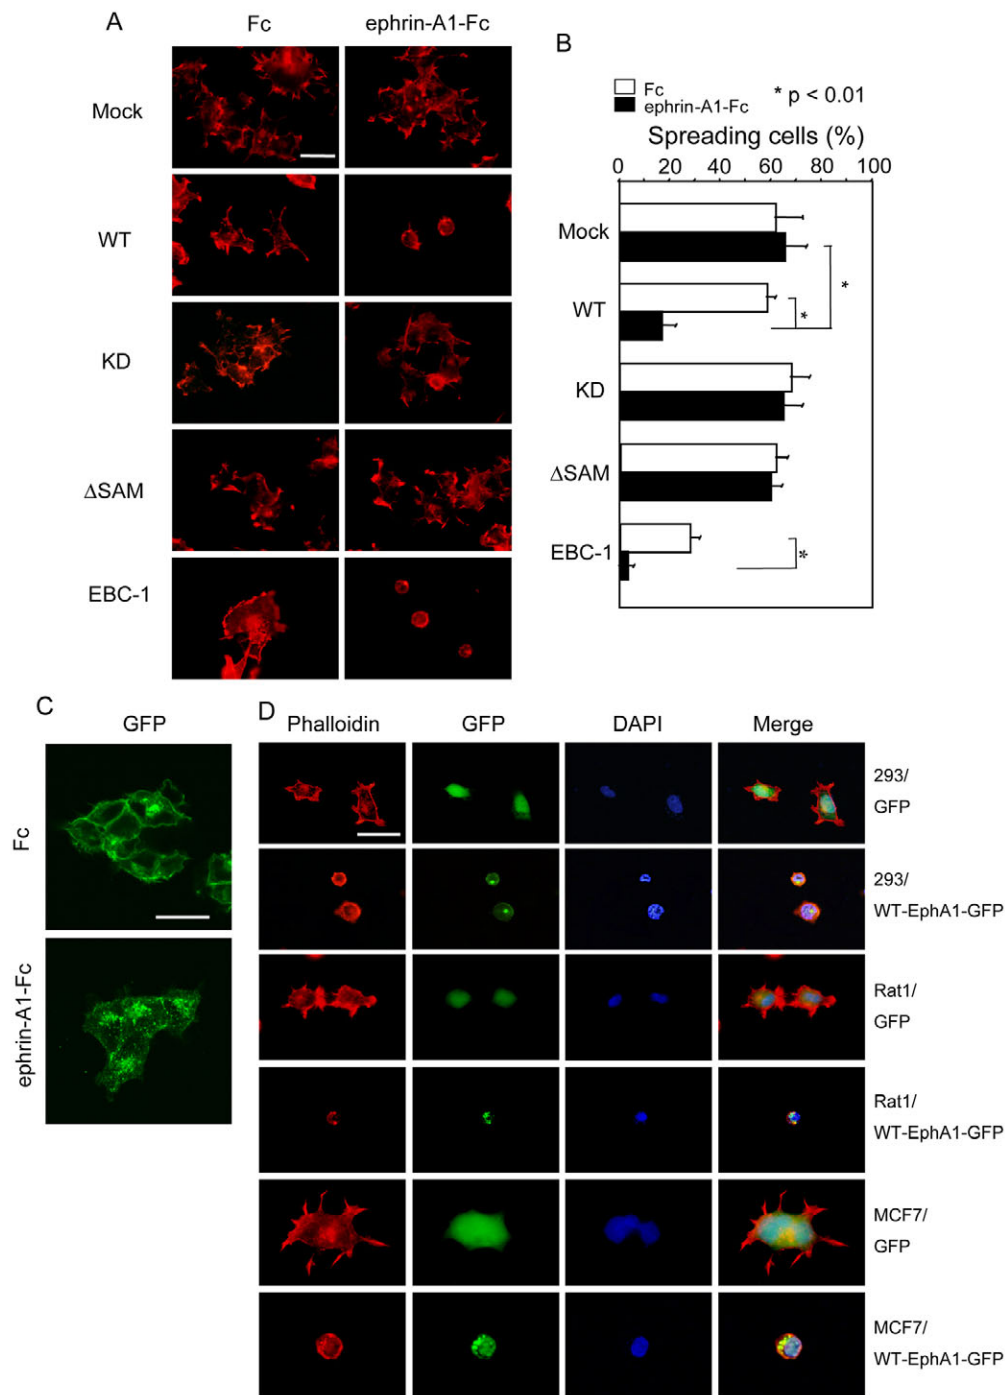 A
Fc
ephrin-A1-Fc
Mock
WT
KD
ΔSAM
EBC-1
B
Fc
ephrin-A1-Fc
* p < 0.01
Spreading cells (%)
0 20 40 60 80 100
Mock
WT
KD
ΔSAM
EBC-1
*
*
*
C
GFP
Fc
ephrin-A1-Fc
D
Phalloidin GFP DAPI Merge
293/
GFP
293/
WT-EphA1-GFP
Rat1/
GFP
Rat1/
WT-EphA1-GFP
MCF7/
GFP
MCF7/
WT-EphA1-GFP